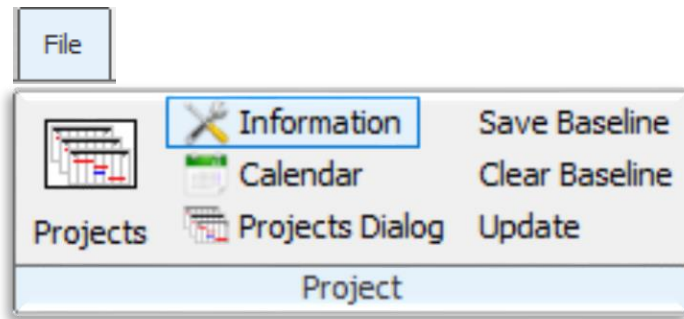 File
Information Save Baseline
Calendar Clear Baseline
Projects Projects Dialog Update
Project